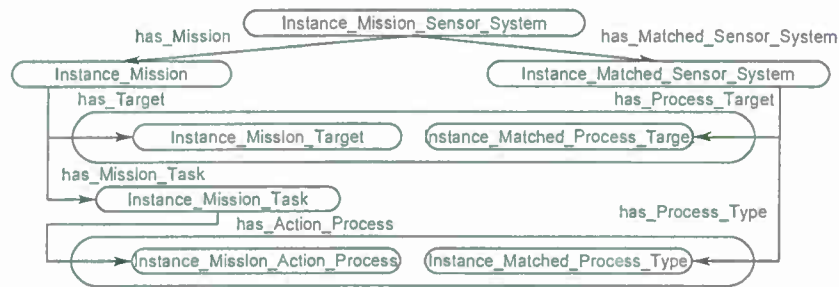 Instance_Mission_Sensor_System
has_Mission
has_Matched_Sensor_System
Instance_Mission
Instance_Matched_Sensor_System
has_Target
has_Process_Target
Instance_Mission_Target
Instance_Matched_Process_Targe
has_Mission_Task
Instance_Mission_Task
has_Process_Type
has_Action_Process
Instance_Mission_Action_Process
Instance_Matched_Process_Type